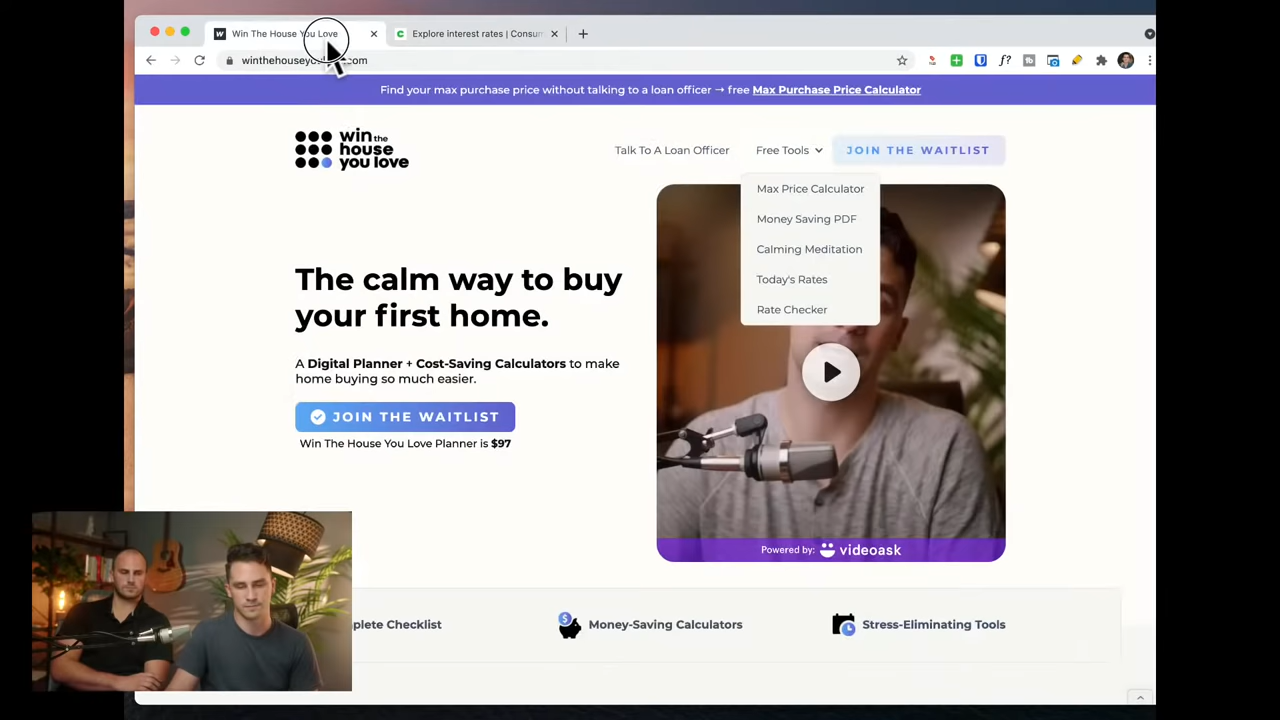 Win The House You Love
Explore interest rates | Consum
winthehousey
.com
Find your max purchase price without talking to a loan officer → free Max Purchase Price Calculator
win the
house
you love
Talk To A Loan Officer
Free Tools
JOIN THE WAITLIST
Max Price Calculator
Money Saving PDF
Calming Meditation
Today's Rates
Rate Checker
The calm way to buy
your first home.
A Digital Planner + Cost-Saving Calculators to make
home buying so much easier.
JOIN THE WAITLIST
Win The House You Love Planner is $97
Powered by: videoask
plete Checklist
Money-Saving Calculators
Stress-Eliminating Tools